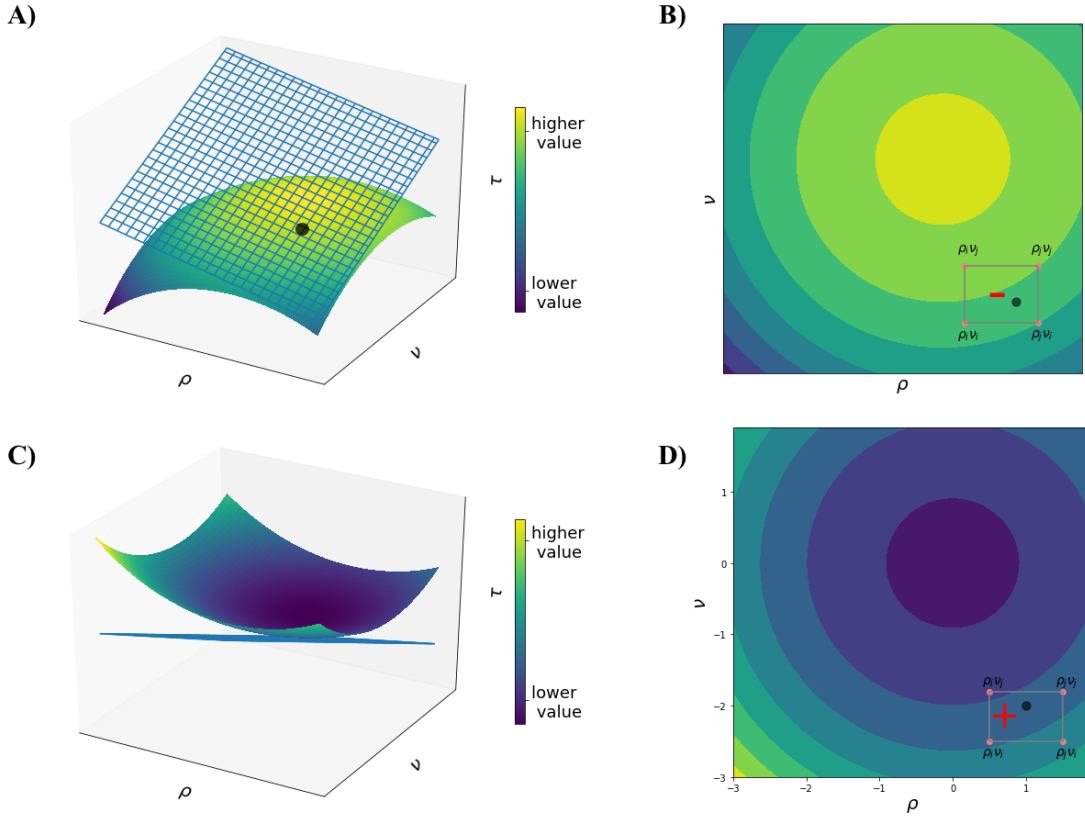 A)
higher
value
lower
value
τ
ρ
ν
B)
ν
ρᵢνⱼ
ρⱼνⱼ
ρᵢνᵢ
ρⱼνᵢ
ρ
C)
higher
value
lower
value
τ
ρ
ν
D)
1
0
−1
−2
−3
ν
ρᵢνⱼ
ρⱼνⱼ
ρᵢνᵢ
ρⱼνᵢ
−3
−2
−1
0
1
ρ